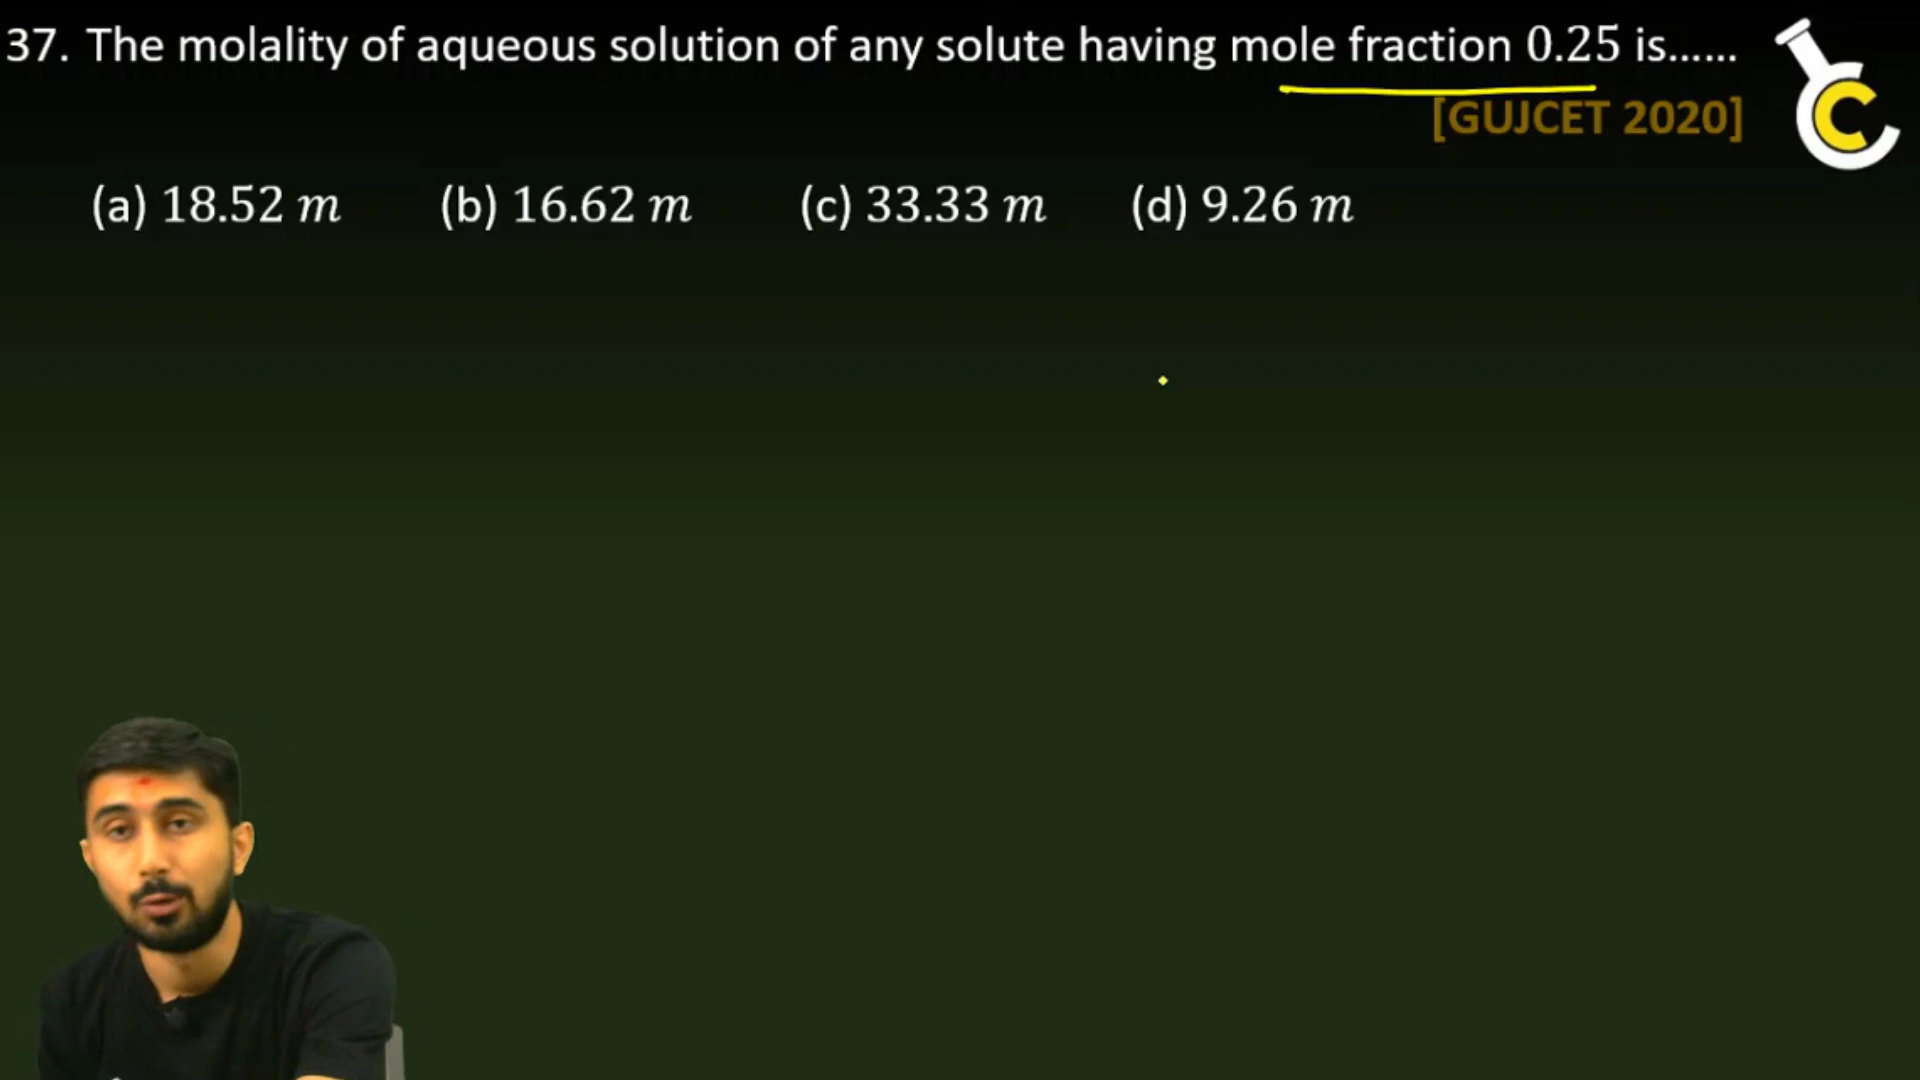 37. The molality of aqueous solution of any solute having mole fraction 0.25 is......
[GUJCET 2020]
(a) 18.52 m (b) 16.62 m (c) 33.33 m (d) 9.26 m